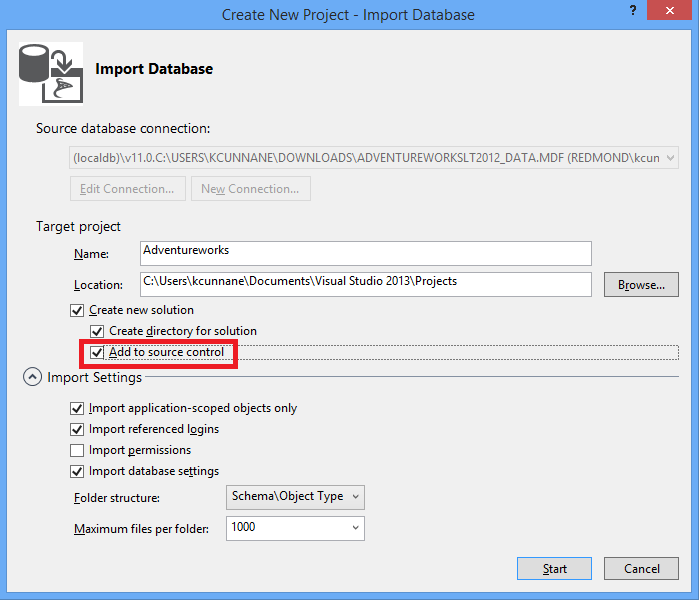 Create New Project - Import Database
?
Import Database
Source database connection:
(localdb)\v11.0.C:\USERS\KCUNNANE\DOWNLOADS\ADVENTUREWORKSLT2012_DATA.MDF (REDMOND\kcun
Edit Connection... New Connection...
Target project
Name: Adventureworks
Location: C:\Users\kcunnane\Documents\Visual Studio 2013\Projects Browse...
Create new solution
Create directory for solution
Add to source control
Import Settings
Import application-scoped objects only
Import referenced logins
Import permissions
Import database settings
Folder structure: Schema\Object Type
Maximum files per folder: 1000
Start Cancel